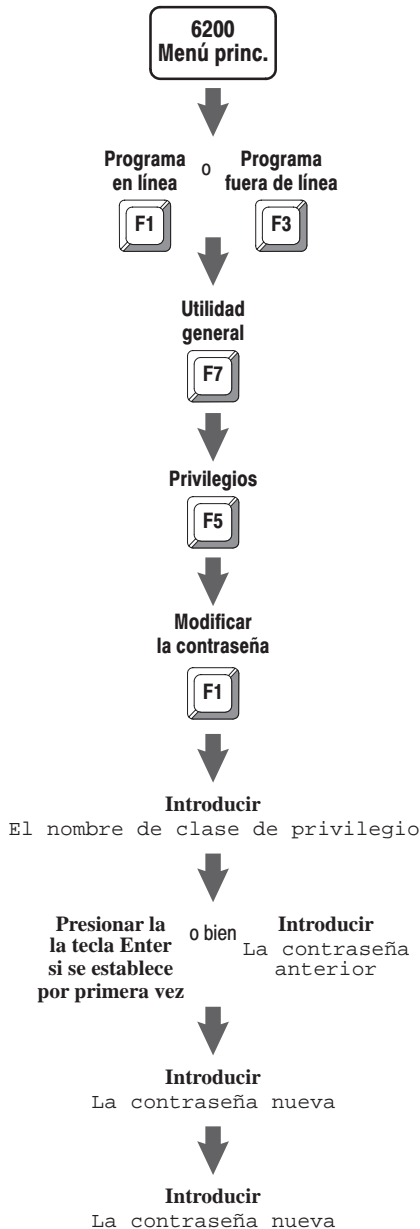 6200
Menú princ.
Programa
en línea
o
Programa
fuera de línea
F1
F3
Utilidad
general
F7
Privilegios
F5
Modificar
la contraseña
F1
Introducir
El nombre de clase de privilegio
Presionar la
la tecla Enter
si se establece
por primera vez
o bien
Introducir
La contraseña
anterior
Introducir
La contraseña nueva
Introducir
La contraseña nueva